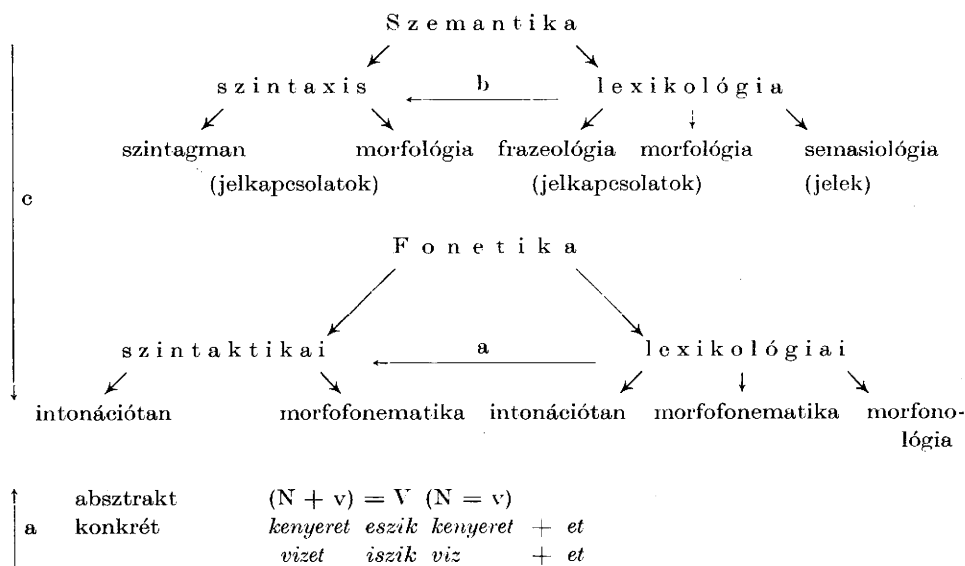 Szemantika
szintaxis b lexikológia
szintagman morfológia frazeológia morfológia semasiológia
(jelkapcsolatok) (jelkapcsolatok) (jelek)
c
Fonetika
szintaktikai a lexikológiai
intonációtan morfofonematika intonációtan morfofonematika morfono-
lógia
absztrakt (N + v) = V (N = v)
a konkrét kenyeret eszik kenyeret + et
vizet iszik viz + et